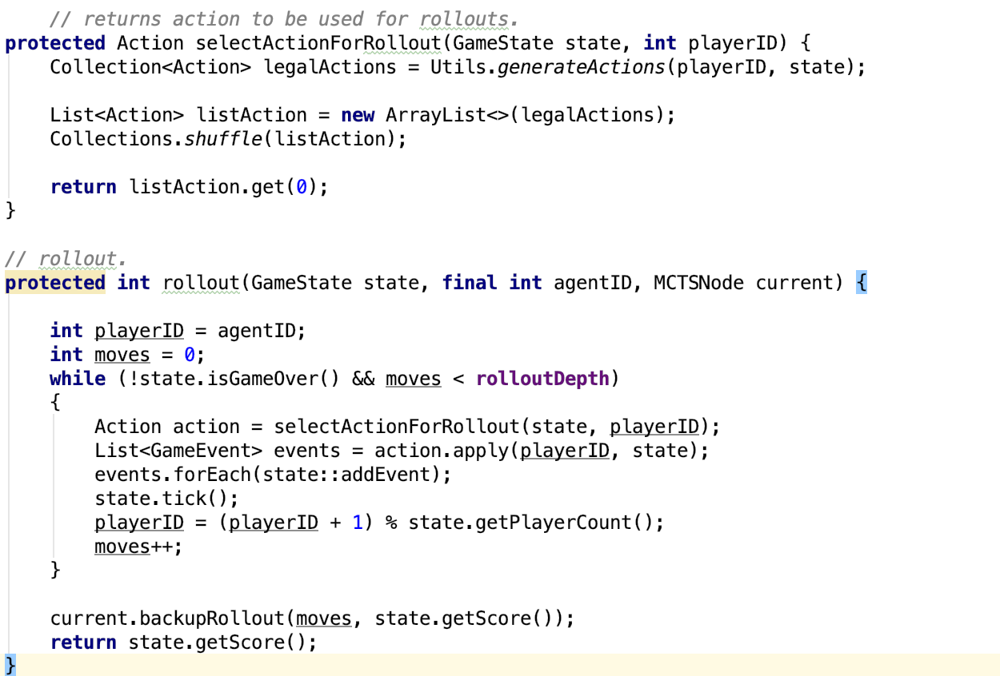 // returns action to be used for rollouts.
protected Action selectActionForRollout(GameState state, int playerID) {
    Collection<Action> legalActions = Utils.generateActions(playerID, state);

    List<Action> listAction = new ArrayList<>(legalActions);
    Collections.shuffle(listAction);

    return listAction.get(0);
}

// rollout.
protected int rollout(GameState state, final int agentID, MCTSNode current) {

    int playerID = agentID;
    int moves = 0;
    while (!state.isGameOver() && moves < rolloutDepth)
    {
        Action action = selectActionForRollout(state, playerID);
        List<GameEvent> events = action.apply(playerID, state);
        events.forEach(state::addEvent);
        state.tick();
        playerID = (playerID + 1) % state.getPlayerCount();
        moves++;
    }

    current.backupRollout(moves, state.getScore());
    return state.getScore();
}